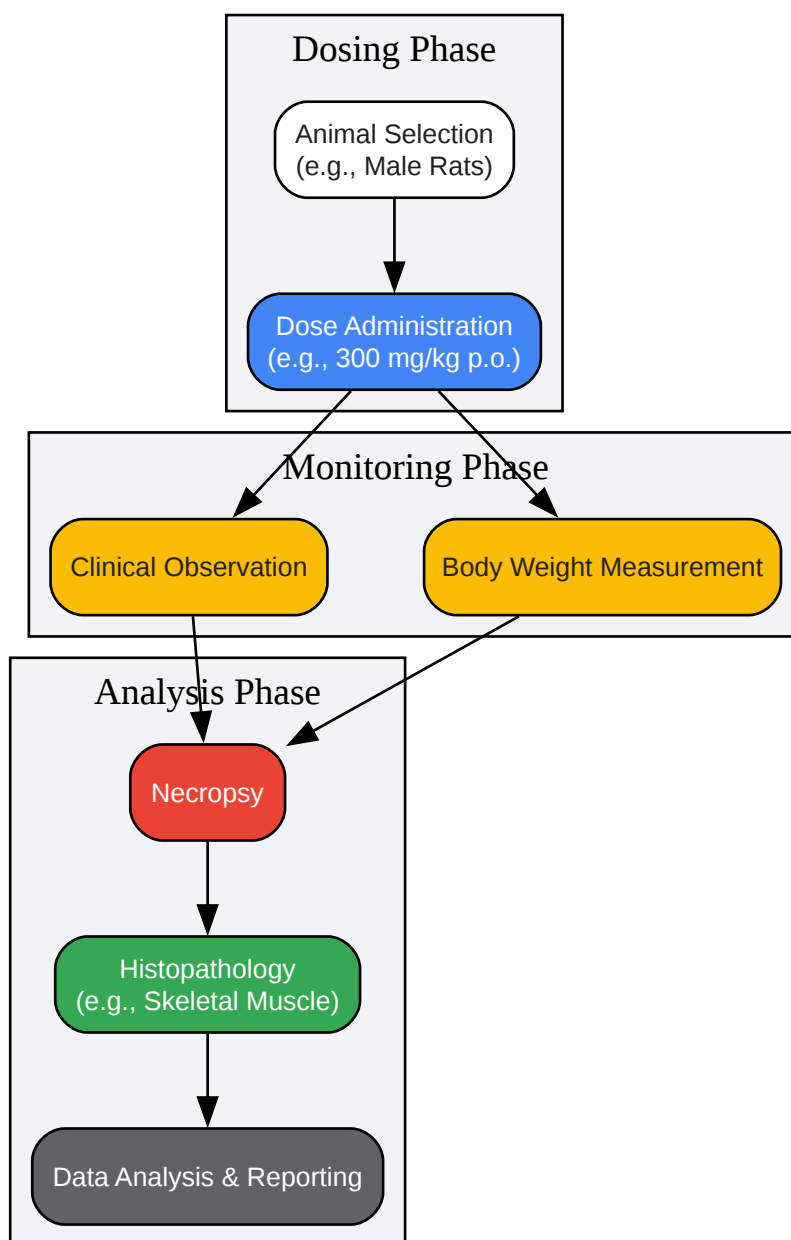 Dosing Phase
Animal Selection
(e.g., Male Rats)
Dose Administration
(e.g., 300 mg/kg p.o.)
Monitoring Phase
Clinical Observation
Body Weight Measurement
Analysis Phase
Necropsy
Histopathology
(e.g., Skeletal Muscle)
Data Analysis & Reporting